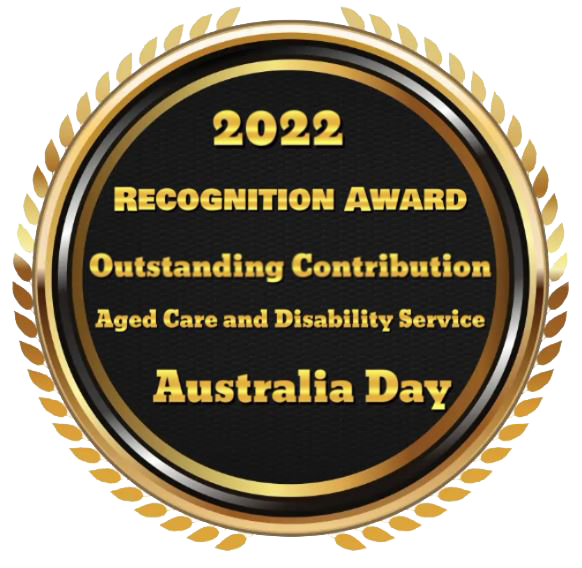 2022
RECOGNITION AWARD
Outstanding Contribution
Aged Care and Disability Service
Australia Day